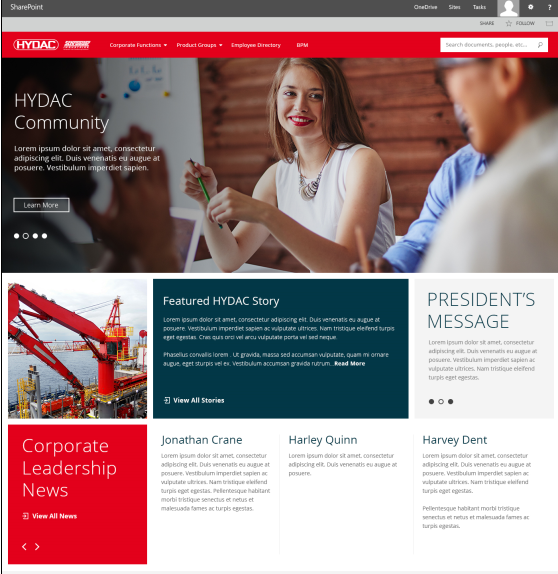 SharePoint
OneDrive Sites Tasks ?
SHARE FOLLOW
HYDAC Corporate Functions Product Groups Employee Directory BPM Search documents, people, etc...
HYDAC
Community
Lorem ipsum dolor sit amet, consectetur
adipiscing elit. Duis venenatis eu augue at
posuere. Vestibulum imperdiet sapien.
Learn More
Featured HYDAC Story
Lorem ipsum dolor sit amet, consectetur adipiscing elit. Duis venenatis eu augue at
posuere. Vestibulum imperdiet sapien ac vulputate ultrices. Nam tristique eleifend turpis
eget egestas. Cras quis orci vel arcu vulputate porta vel sed neque.
Phasellus convallis lorem . Ut gravida, massa sed accumsan vulputate, quam mi ornare
augue, eget sturpis vel ex. Vestibulum accumsan gravida rutrum...Read More
View All Stories
PRESIDENT'S
MESSAGE
Lorem ipsum dolor sit amet, consectetur
adipiscing elit. Duis venenatis eu augue at
posuere. Vestibulum imperdiet sapien ac
vulputate ultrices. Nam tristique eleifend
turpis eget egestas.
Corporate
Leadership
News
View All News
Jonathan Crane
Lorem ipsum dolor sit amet, consectetur
adipiscing elit. Duis venenatis eu augue at
posuere. Vestibulum imperdiet sapien ac
vulputate ultrices. Nam tristique eleifend
turpis eget egestas. Pellentesque habitant
morbi tristique senectus et netus et
malesuada fames ac turpis egestas.
Harley Quinn
Lorem ipsum dolor sit amet, consectetur
adipiscing elit. Duis venenatis eu augue at
posuere.
Harvey Dent
Lorem ipsum dolor sit amet, consectetur
adipiscing elit. Duis venenatis eu augue at
posuere. Vestibulum imperdiet sapien ac
vulputate ultrices. Nam tristique eleifend
turpis eget egestas.
Pellentesque habitant morbi tristique
senectus et netus et malesuada fames ac
turpis egestas.